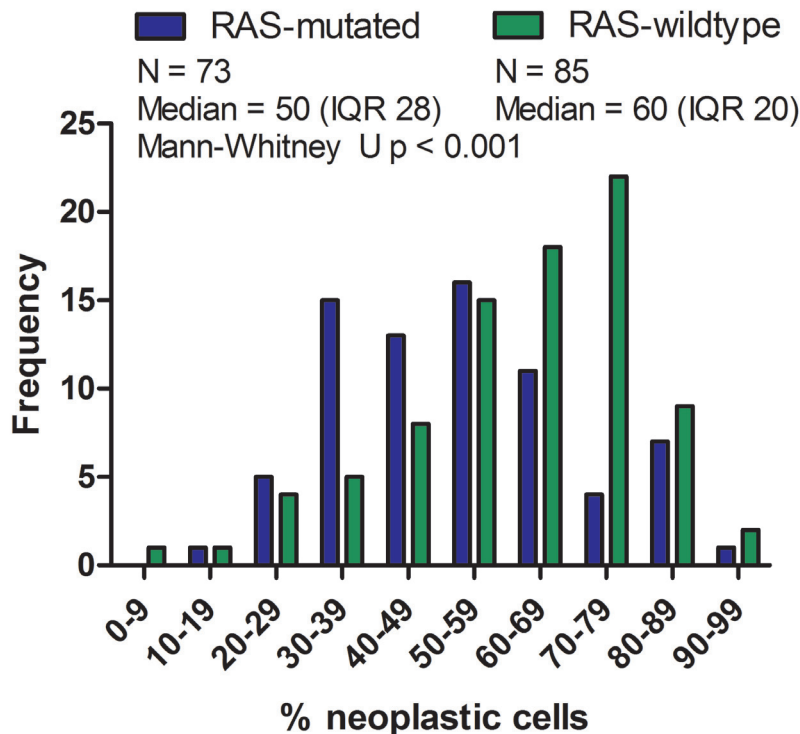 RAS-mutated RAS-wildtype
N = 73 N = 85
Median = 50 (IQR 28) Median = 60 (IQR 20)
Mann-Whitney U p < 0.001
25
20
15
10
5
0
Frequency
0-9 10-19 20-29 30-39 40-49 50-59 60-69 70-79 80-89 90-99
% neoplastic cells